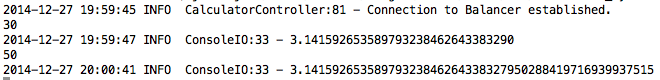 2014-12-27 19:59:45 INFO  CalculatorController:81 - Connection to Balancer established.
30
2014-12-27 19:59:47 INFO  ConsoleIO:33 - 3.141592653589793238462643383290
50
2014-12-27 20:00:41 INFO  ConsoleIO:33 - 3.14159265358979323846264338327950288419716939937515